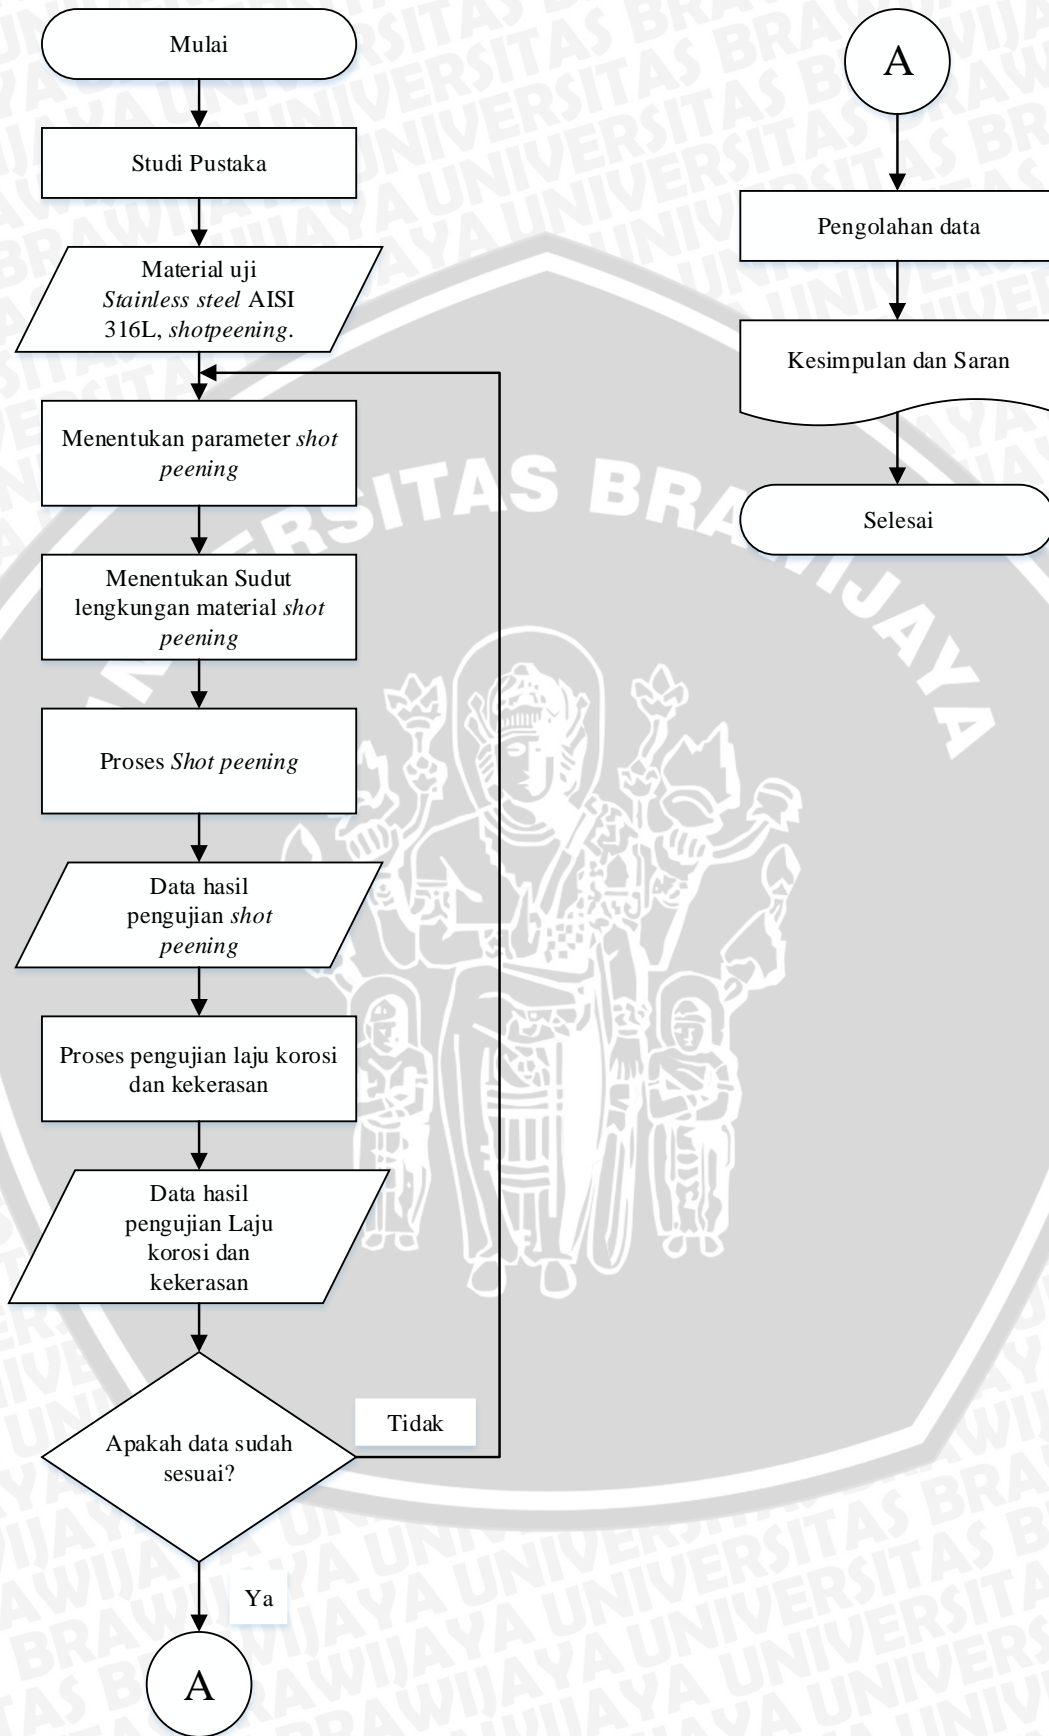 Mulai
Studi Pustaka
Material uji
Stainless steel AISI
316L, shotpeening.
Menentukan parameter shot
peening
Menentukan Sudut
lengkungan material shot
peening
Proses Shot peening
Data hasil
pengujian shot
peening
Proses pengujian laju korosi
dan kekerasan
Data hasil
pengujian Laju
korosi dan
kekerasan
Apakah data sudah
sesuai?
Tidak
Ya
A
A
Pengolahan data
Kesimpulan dan Saran
Selesai
UNIVERSITAS BRAWIJAYA